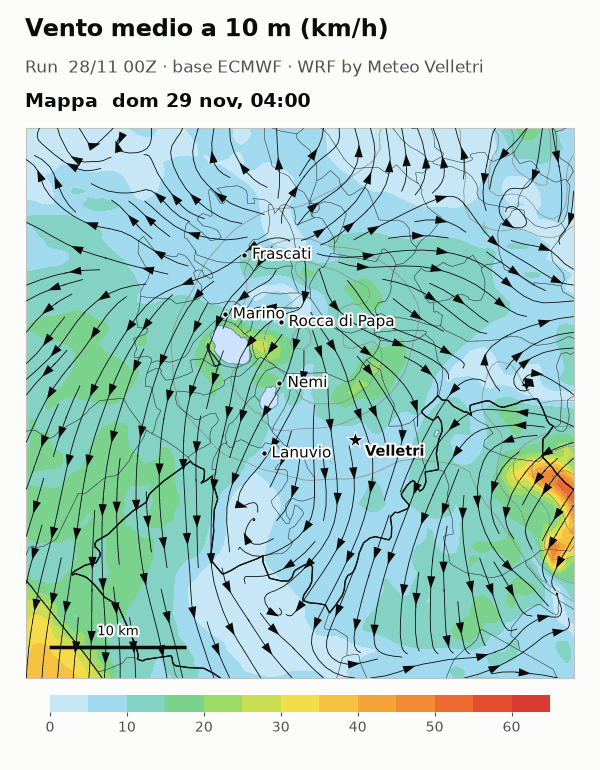 Vento medio a 10 m (km/h)
Run  28/11 00Z · base ECMWF · WRF by Meteo Velletri
Mappa  dom 29 nov, 04:00
Frascati
Marino
Rocca di Papa
Nemi
Velletri
Lanuvio
10 km
0 10 20 30 40 50 60